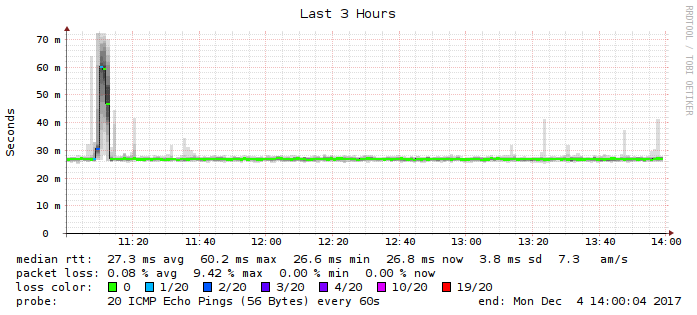 Last 3 Hours
RRDTOOL / TOBI OETIKER
Seconds
70 m
60 m
50 m
40 m
30 m
20 m
10 m
0
11:20 11:40 12:00 12:20 12:40 13:00 13:20 13:40 14:00
median rtt: 27.3 ms avg 60.2 ms max 26.6 ms min 26.8 ms now 3.8 ms sd 7.3 am/s
packet loss: 0.08 % avg 9.42 % max 0.00 % min 0.00 % now
loss color: 0 1/20 2/20 3/20 4/20 10/20 19/20
probe: 20 ICMP Echo Pings (56 Bytes) every 60s end: Mon Dec 4 14:00:04 2017